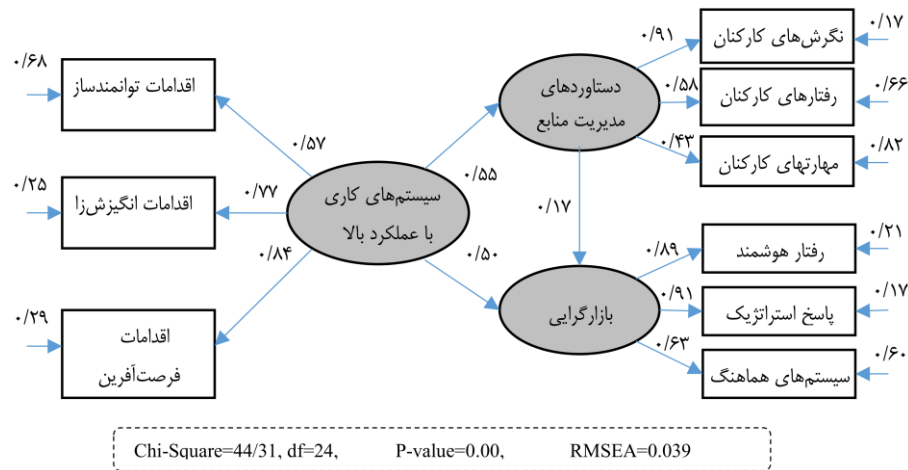 ۰/۶۸
اقدامات توانمندساز
۰/۵۷
۰/۲۵
اقدامات انگیزش‌زا
۰/۷۷
۰/۲۹
اقدامات
فرصت‌آفرین
۰/۸۴
سیستم‌های کاری
با عملکرد بالا
۰/۵۵
۰/۵۰
دستاوردهای
مدیریت منابع
۰/۱۷
بازارگرایی
۰/۹۱
نگرش‌های کارکنان
۰/۱۷
۰/۵۸
رفتارهای کارکنان
۰/۶۶
۰/۴۳
مهارتهای کارکنان
۰/۸۲
۰/۸۹
رفتار هوشمند
۰/۲۱
۰/۹۱
پاسخ استراتژیک
۰/۱۷
۰/۶۳
سیستم‌های هماهنگ
۰/۶۰
Chi-Square=44/31, df=24, P-value=0.00, RMSEA=0.039